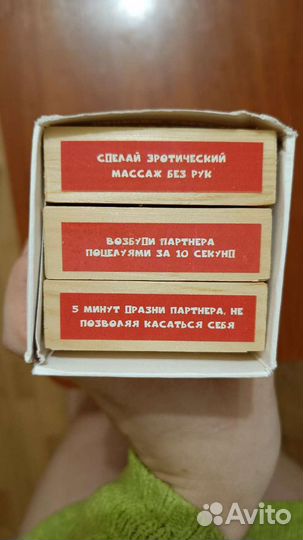 СДЕЛАЙ ЭРОТИЧЕСКИЙ
МАССАЖ БЕЗ РУК
ВОЗБУДИ ПАРТНЕРА
ПОЦЕЛУЯМИ ЗА 10 СЕКУНД
5 МИНУТ ДРАЗНИ ПАРТНЕРА, НЕ
ПОЗВОЛЯЯ КАСАТЬСЯ СЕБЯ
Avito